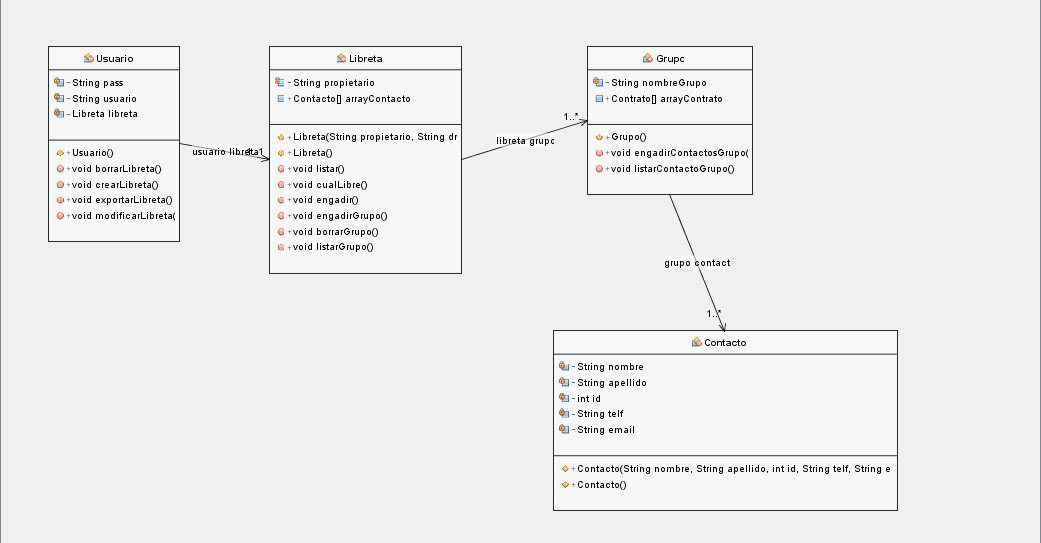 Usuario
- String pass
- String usuario
- Libreta libreta
+ Usuario()
+ void borrarLibreta()
+ void crearLibreta()
+ void exportarLibreta()
+ void modificarLibreta(
usuario libreta
Libreta
- String propietario
+ Contacto[] arrayContacto
+ Libreta(String propietario, String dr
+ Libreta()
+ void listar()
+ void cualLibre()
+ void engadir()
+ void engadirGrupo()
+ void borrarGrupo()
+ void listarGrupo()
libreta grupo
1..*
Grupo
- String nombreGrupo
+ Contrato[] arrayContrato
+ Grupo()
+ void engadirContactosGrupo(
+ void listarContactoGrupo()
grupo contact
1..*
Contacto
- String nombre
- String apellido
- int id
- String telf
- String email
+ Contacto(String nombre, String apellido, int id, String telf, String e
+ Contacto()